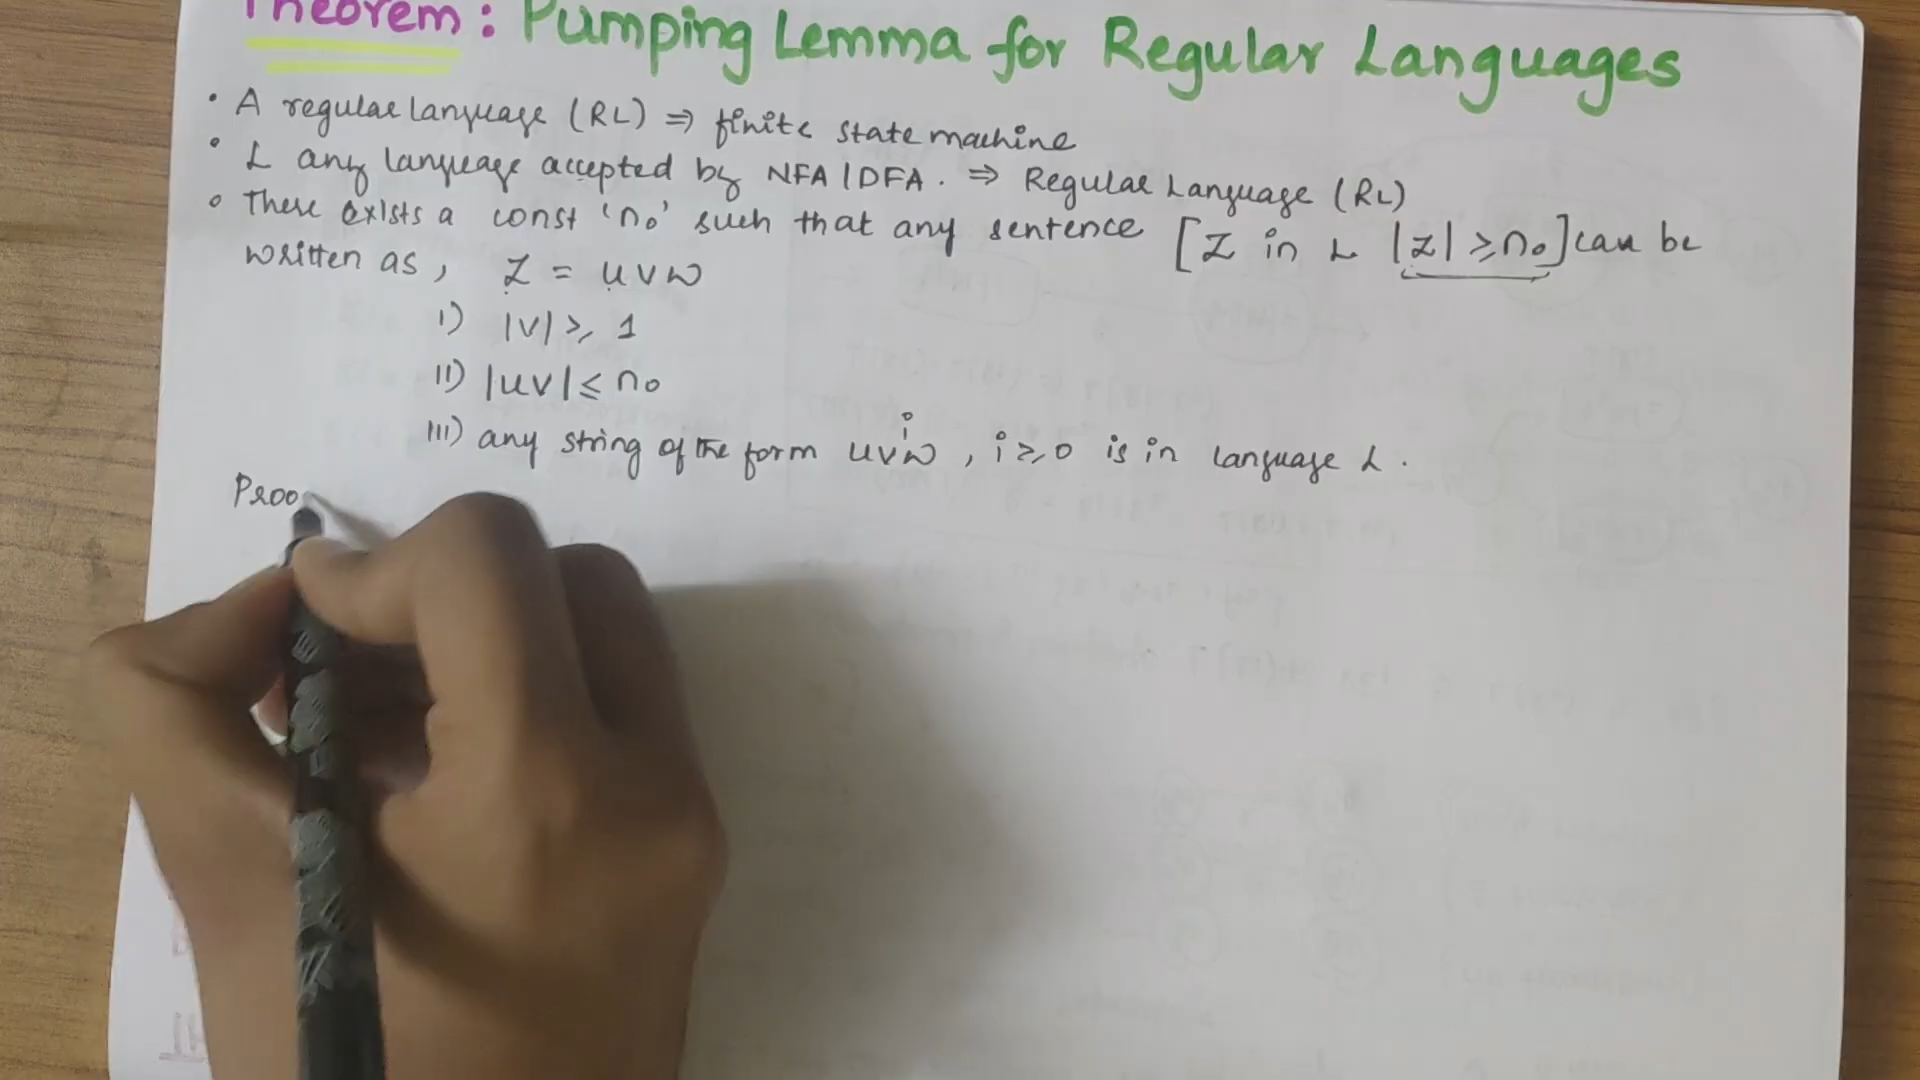 Theorem: Pumping Lemma for Regular Languages
• A regular language (RL) ⇒ finite state machine
• L any language accepted by NFA|DFA. ⇒ Regular Language (RL)
• There exists a const 'n₀' such that any sentence [Z in L |z| ≥ n₀] can be
written as, Z = uvw
i) |v| ≥ 1
ii) |uv| ≤ n₀
iii) any string of the form uvⁱw, i ≥ 0 is in language L.
Proo